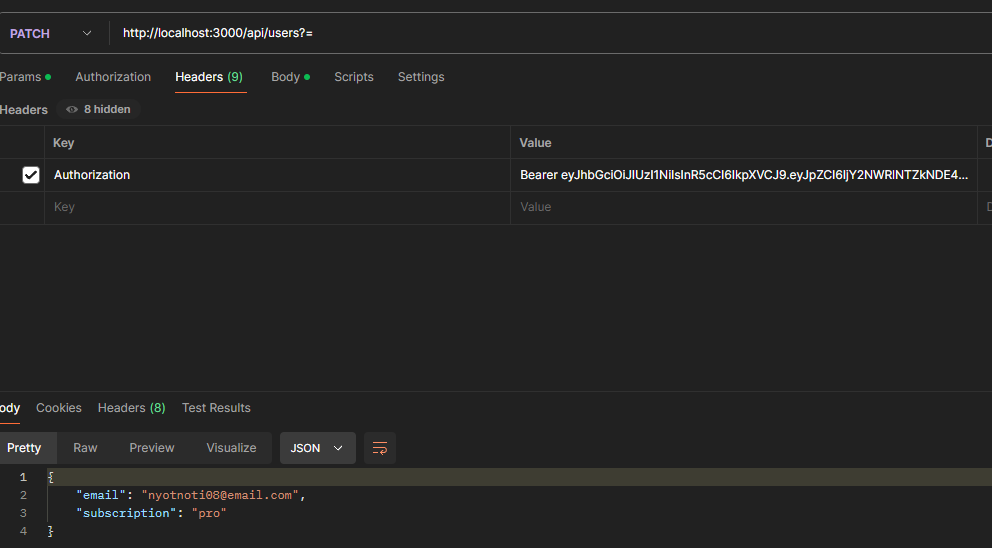 PATCH http://localhost:3000/api/users?=
Params Authorization Headers (9) Body Scripts Settings
Headers 8 hidden
Key Value D
Authorization Bearer eyJhbGciOiJIUzI1NiIsInR5cCI6IkpXVCJ9.eyJpZCI6IjY2NWRlNTZkNDE4...
Key Value D
ody Cookies Headers (8) Test Results
Pretty Raw Preview Visualize JSON
1 {
2 "email": "nyotnoti08@email.com",
3 "subscription": "pro"
4 }